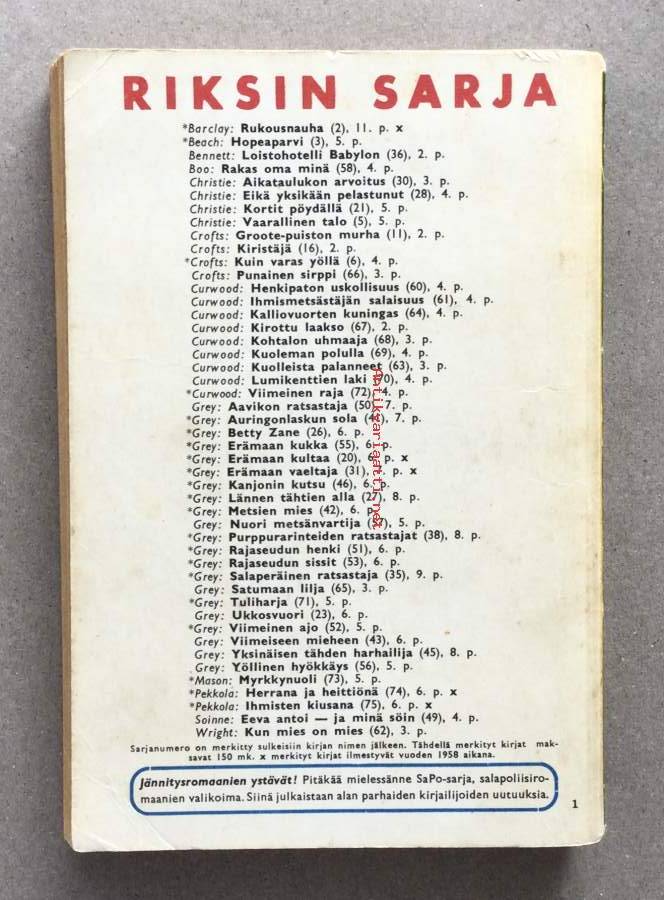 RIKSIN SARJA
*Barclay: Rukousnauha (2), 11. p. x
*Beach: Hopeaparvi (3), 5. p.
Bennett: Loistohotelli Babylon (36), 2. p.
Boo: Rakas oma minä (58), 4. p.
Christie: Aikataulukon arvoitus (30), 3. p.
Christie: Eikä yksikään pelastunut (28), 4. p.
Christie: Kortit pöydällä (21), 5. p.
Christie: Vaarallinen talo (5), 5. p.
Crofts: Groote-puiston murha (11), 2. p.
Crofts: Kiristäjä (16), 2. p.
*Crofts: Kuin varas yöllä (6), 4. p.
Crofts: Punainen sirppi (66), 3. p.
Curwood: Henkipaton uskollisuus (60), 4. p.
Curwood: Ihmismetsästäjän salaisuus (61), 4. p.
Curwood: Kalliovuorten kuningas (64), 4. p.
Curwood: Kirottu laakso (67), 2. p.
Curwood: Kohtalon uhmaaja (68), 3. p.
Curwood: Kuoleman polulla (69), 4. p.
Curwood: Kuolleista palanneet (63), 3. p.
Curwood: Lumikenttien laki (70), 4. p.
*Curwood: Viimeinen raja (72), 4. p.
Grey: Aavikon ratsastaja (50), 7. p.
*Grey: Auringonlaskun sola 7. p.
*Grey: Betty Zane (26), 6. p.
*Grey: Erämaan kukka (55), 6. p.
*Grey: Erämaan kultaa (20), 6. p. x
*Grey: Erämaan vaeltaja (31), p. x
*Grey: Kanjonin kutsu (46), 6. p.
*Grey: Lännen tähtien alla (27), 8. p.
*Grey: Metsien mies (42), 6. p.
Grey: Nuori metsänvartija 5. p.
*Grey: Purppurarinteiden ratsastajat (38), 8. p.
*Grey: Rajaseudun henki (51), 6. p.
*Grey: Rajaseudun sissit (53), 6. p.
*Grey: Salaperäinen ratsastaja (35), 9. p.
Grey: Satumaan lilja (65), 3. p.
*Grey: Tuliharja (71), 5. p.
Grey: Ukkosvuori (23), 6. p.
*Grey: Viimeinen ajo (52), 5. p.
Grey: Viimeiseen mieheen (43), 6. p.
Grey: Yksinäisen tähden harhailija (45), 8. p.
Grey: Yöllinen hyökkäys (56), 5. p.
*Mason: Myrkkynuoli (73), 5. p.
*Pekkola: Herrana ja heittiönä (74), 6. p. x
*Pekkola: Ihmisten kiusana (75), 6. p. x
Soinne: Eeva antoi — ja minä söin (49), 4. p.
Wright: Kun mies on mies (62), 3. p.
Sarjanumero on merkitty sulkeisiin kirjan nimen jälkeen. Tähdellä merkityt kirjat mak-
savat 150 mk. x merkityt kirjat ilmestyvät vuoden 1958 aikana.
Jännitysromaanien ystävät! Pitäkää mielessänne SaPo-sarja, salapoliisiro-
maanien valikoima. Siinä julkaistaan alan parhaiden kirjailijoiden uutuuksia.
1
Antikvariaatti.net